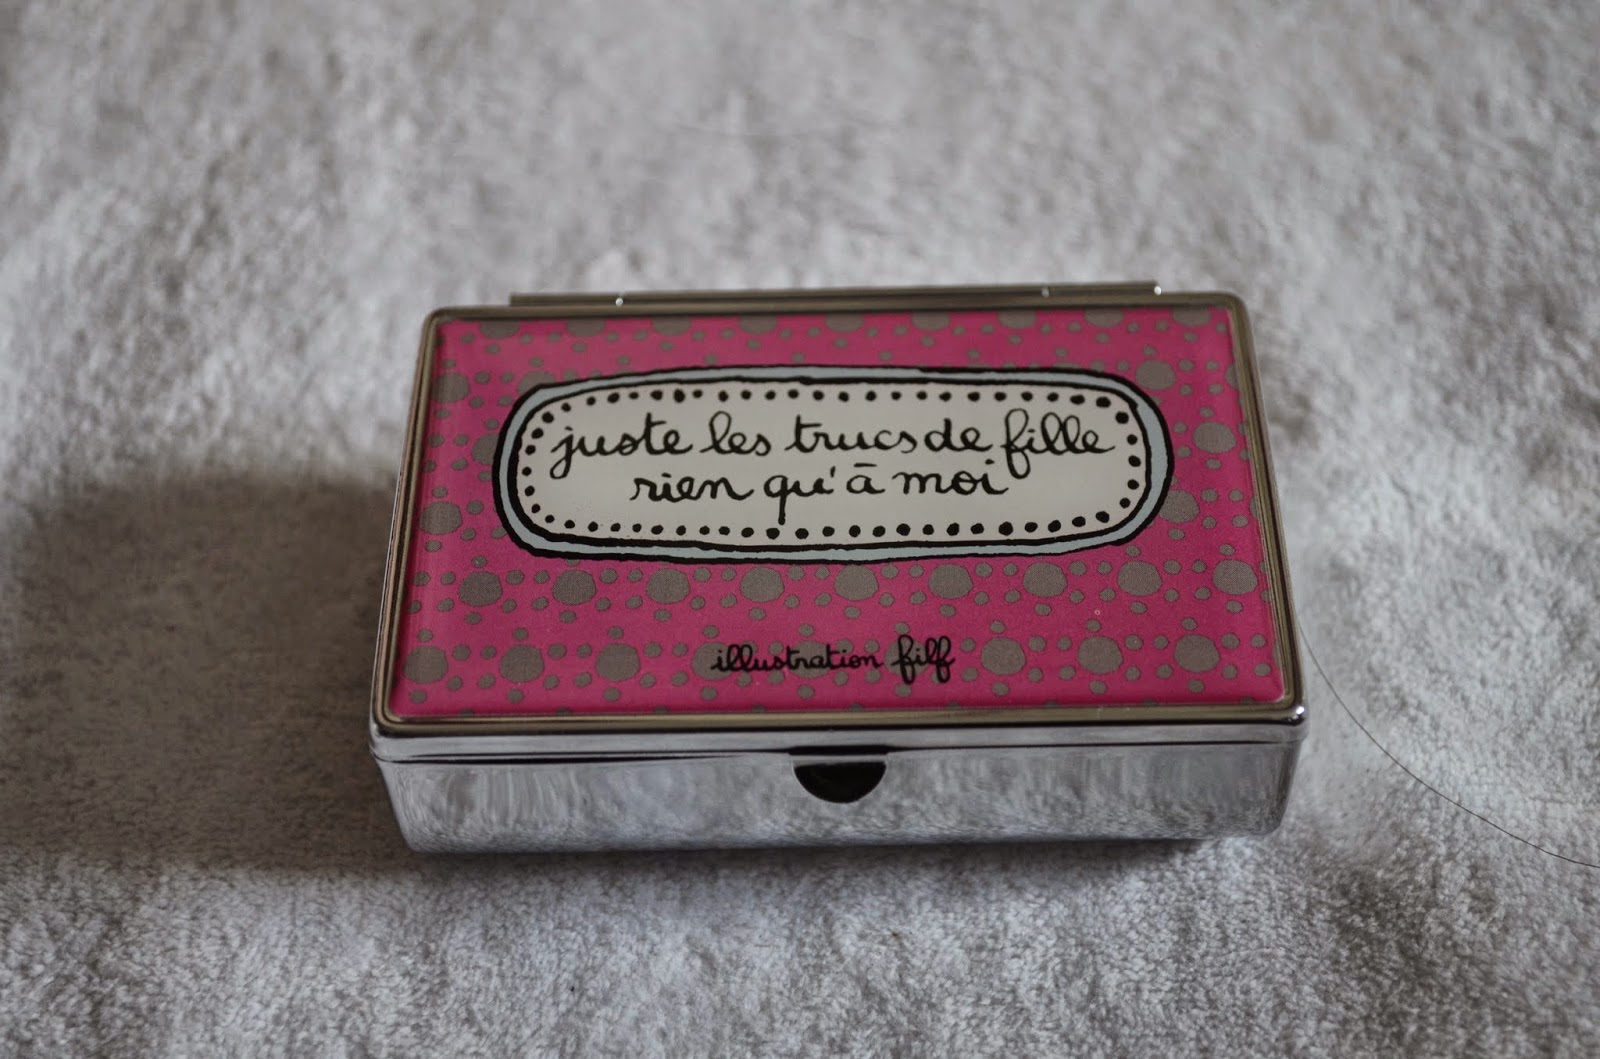 juste les trucs de fille
rien qu'à moi
illustration filf